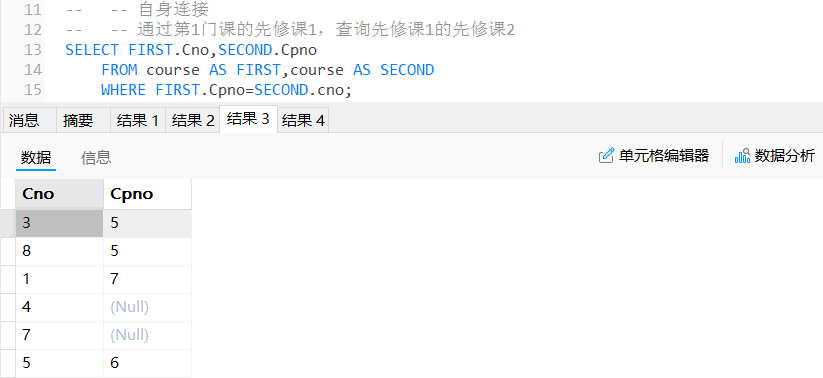 11 -- -- 自身连接
12 -- -- 通过第1门课的先修课1，查询先修课1的先修课2
13 SELECT FIRST.Cno,SECOND.Cpno
14 FROM course AS FIRST,course AS SECOND
15 WHERE FIRST.Cpno=SECOND.cno;
消息 摘要 结果 1 结果 2 结果 3 结果 4
数据 信息 单元格编辑器 数据分析
Cno Cpno
3 5
8 5
1 7
4 (Null)
7 (Null)
5 6